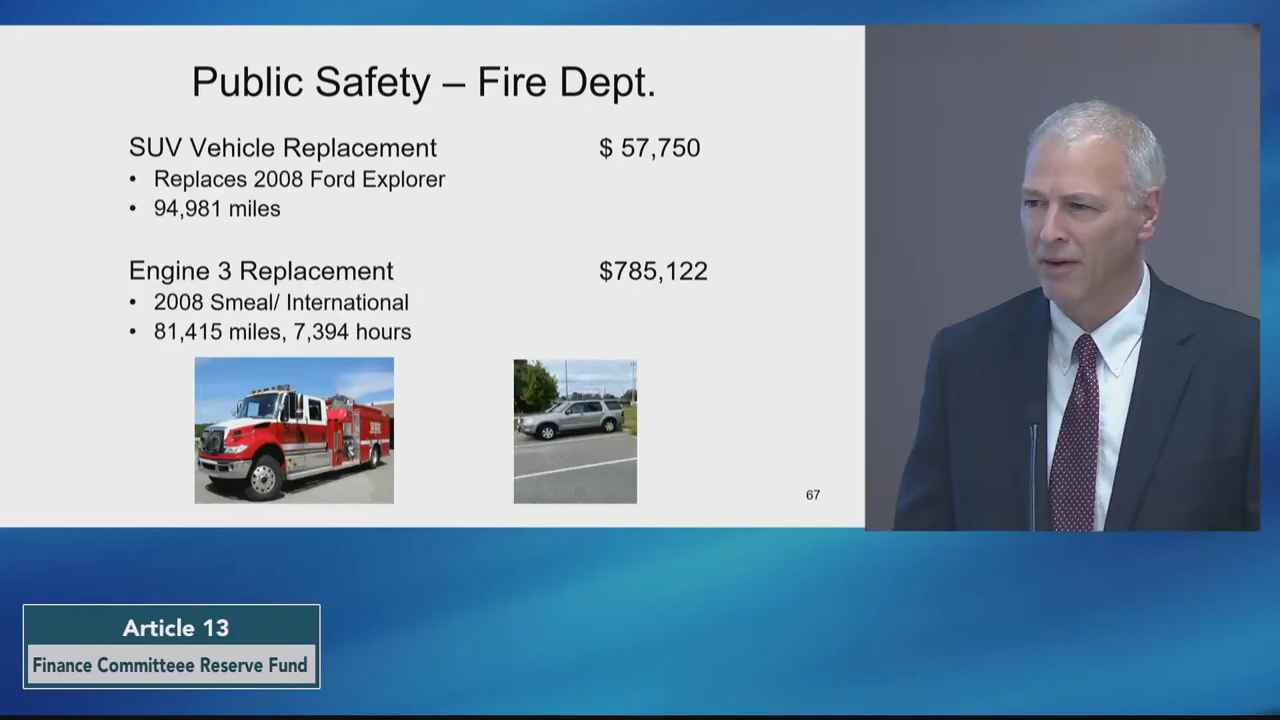 Public Safety – Fire Dept.
SUV Vehicle Replacement $ 57,750
• Replaces 2008 Ford Explorer
• 94,981 miles
Engine 3 Replacement $785,122
• 2008 Smeal/ International
• 81,415 miles, 7,394 hours
67
Article 13
Finance Committeee Reserve Fund